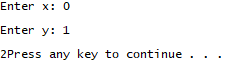 Enter x: 0
Enter y: 1
2Press any key to continue . . .